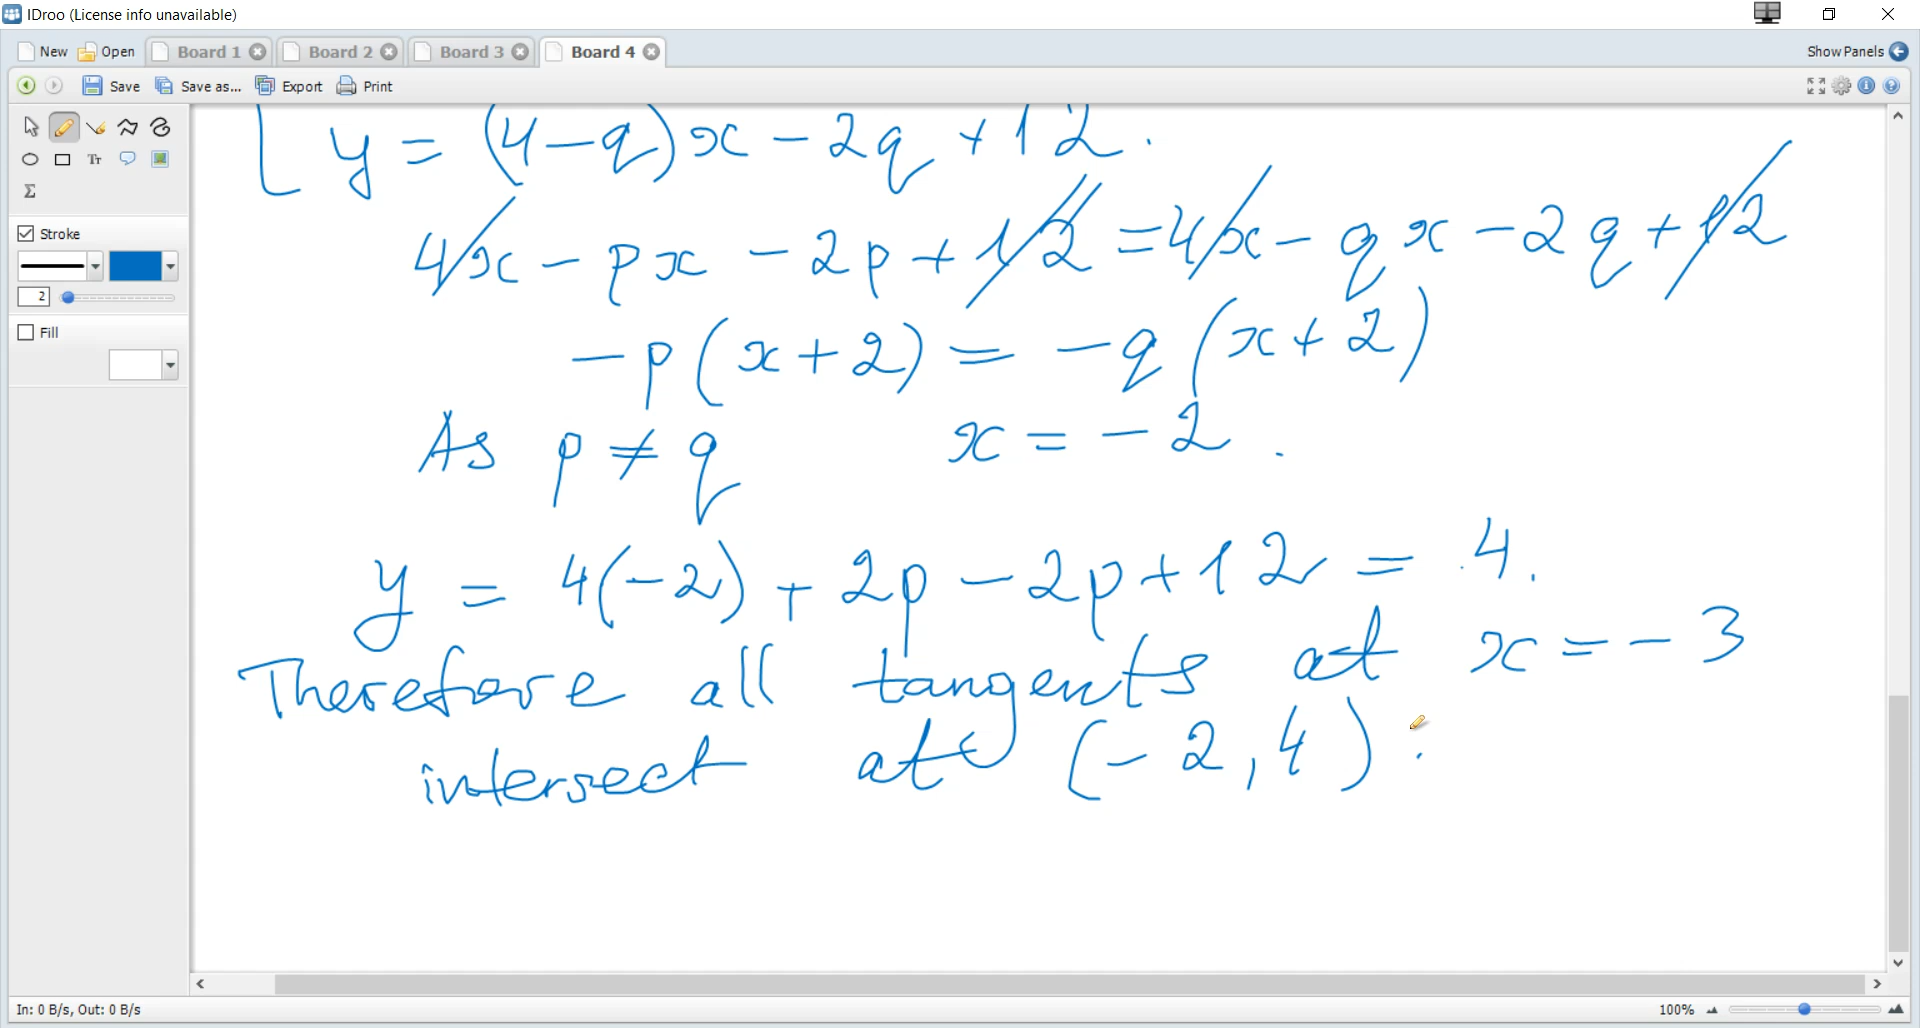 IDroo (License info unavailable)
New Open Board 1 Board 2 Board 3 Board 4 Show Panels
Save Save as... Export Print
y = (4-q)x - 2q + 12.
Tr
Σ
4x - px - 2p + 12 = 4x - qx - 2q + 12
Stroke
2
-p(x+2) = -q(x+2)
Fill
As p ≠ q x = -2.
y = 4(-2) + 2p - 2p + 12 = 4.
Therefore all tangents at x = -3
intersect at (-2, 4).
In: 0 B/s, Out: 0 B/s 100%